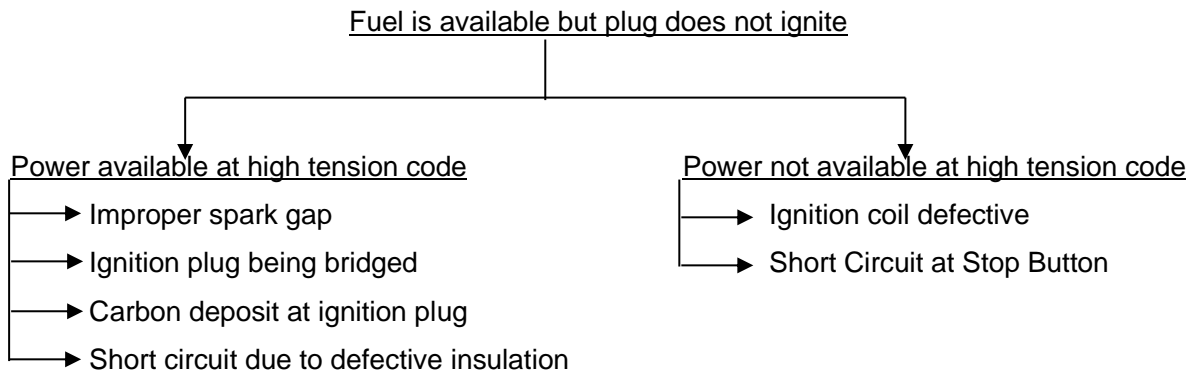 Fuel is available but plug does not ignite
Power available at high tension code
Improper spark gap
Ignition plug being bridged
Carbon deposit at ignition plug
Short circuit due to defective insulation
Power not available at high tension code
Ignition coil defective
Short Circuit at Stop Button